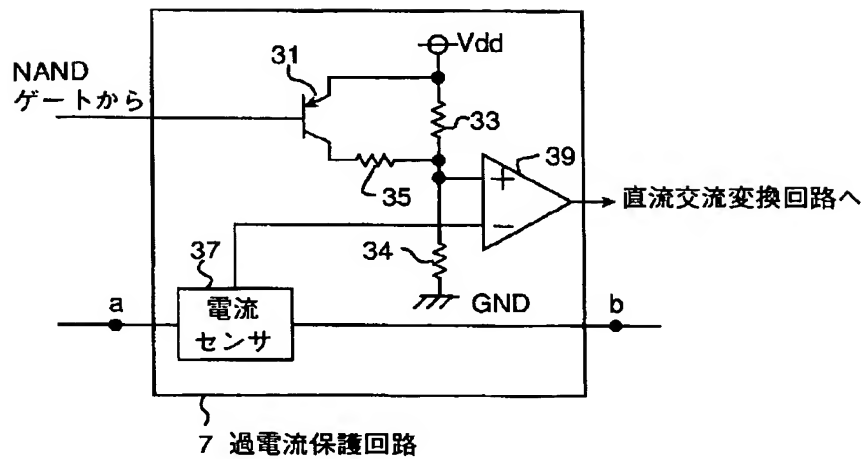 Vdd
31
NAND
ゲートから
33
39
35
+
−
直流交流変換回路へ
37
34
電流
センサ
GND
a
b
7 過電流保護回路